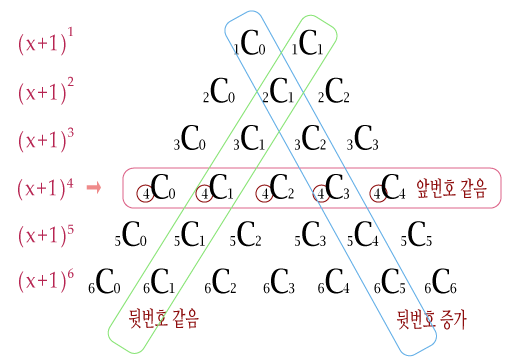 (x+1)¹ ₁C₀ ₁C₁
(x+1)² ₂C₀ ₂C₁ ₂C₂
(x+1)³ ₃C₀ ₃C₁ ₃C₂ ₃C₃
(x+1)⁴ ₄C₀ ₄C₁ ₄C₂ ₄C₃ ₄C₄ 앞번호 같음
(x+1)⁵ ₅C₀ ₅C₁ ₅C₂ ₅C₃ ₅C₄ ₅C₅
(x+1)⁶ ₆C₀ ₆C₁ ₆C₂ ₆C₃ ₆C₄ ₆C₅ ₆C₆
뒷번호 같음 뒷번호 증가